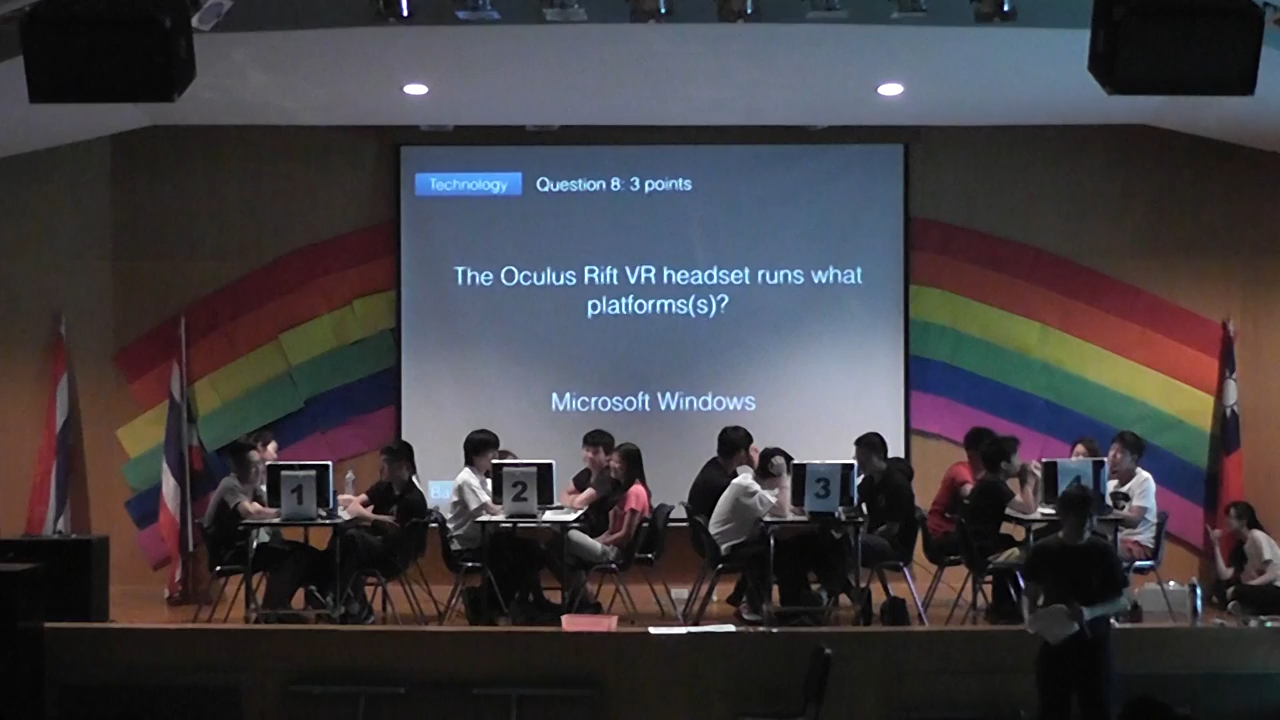 Technology
Question 8: 3 points
The Oculus Rift VR headset runs what
platforms(s)?
Microsoft Windows
Ba
1
2
3
4